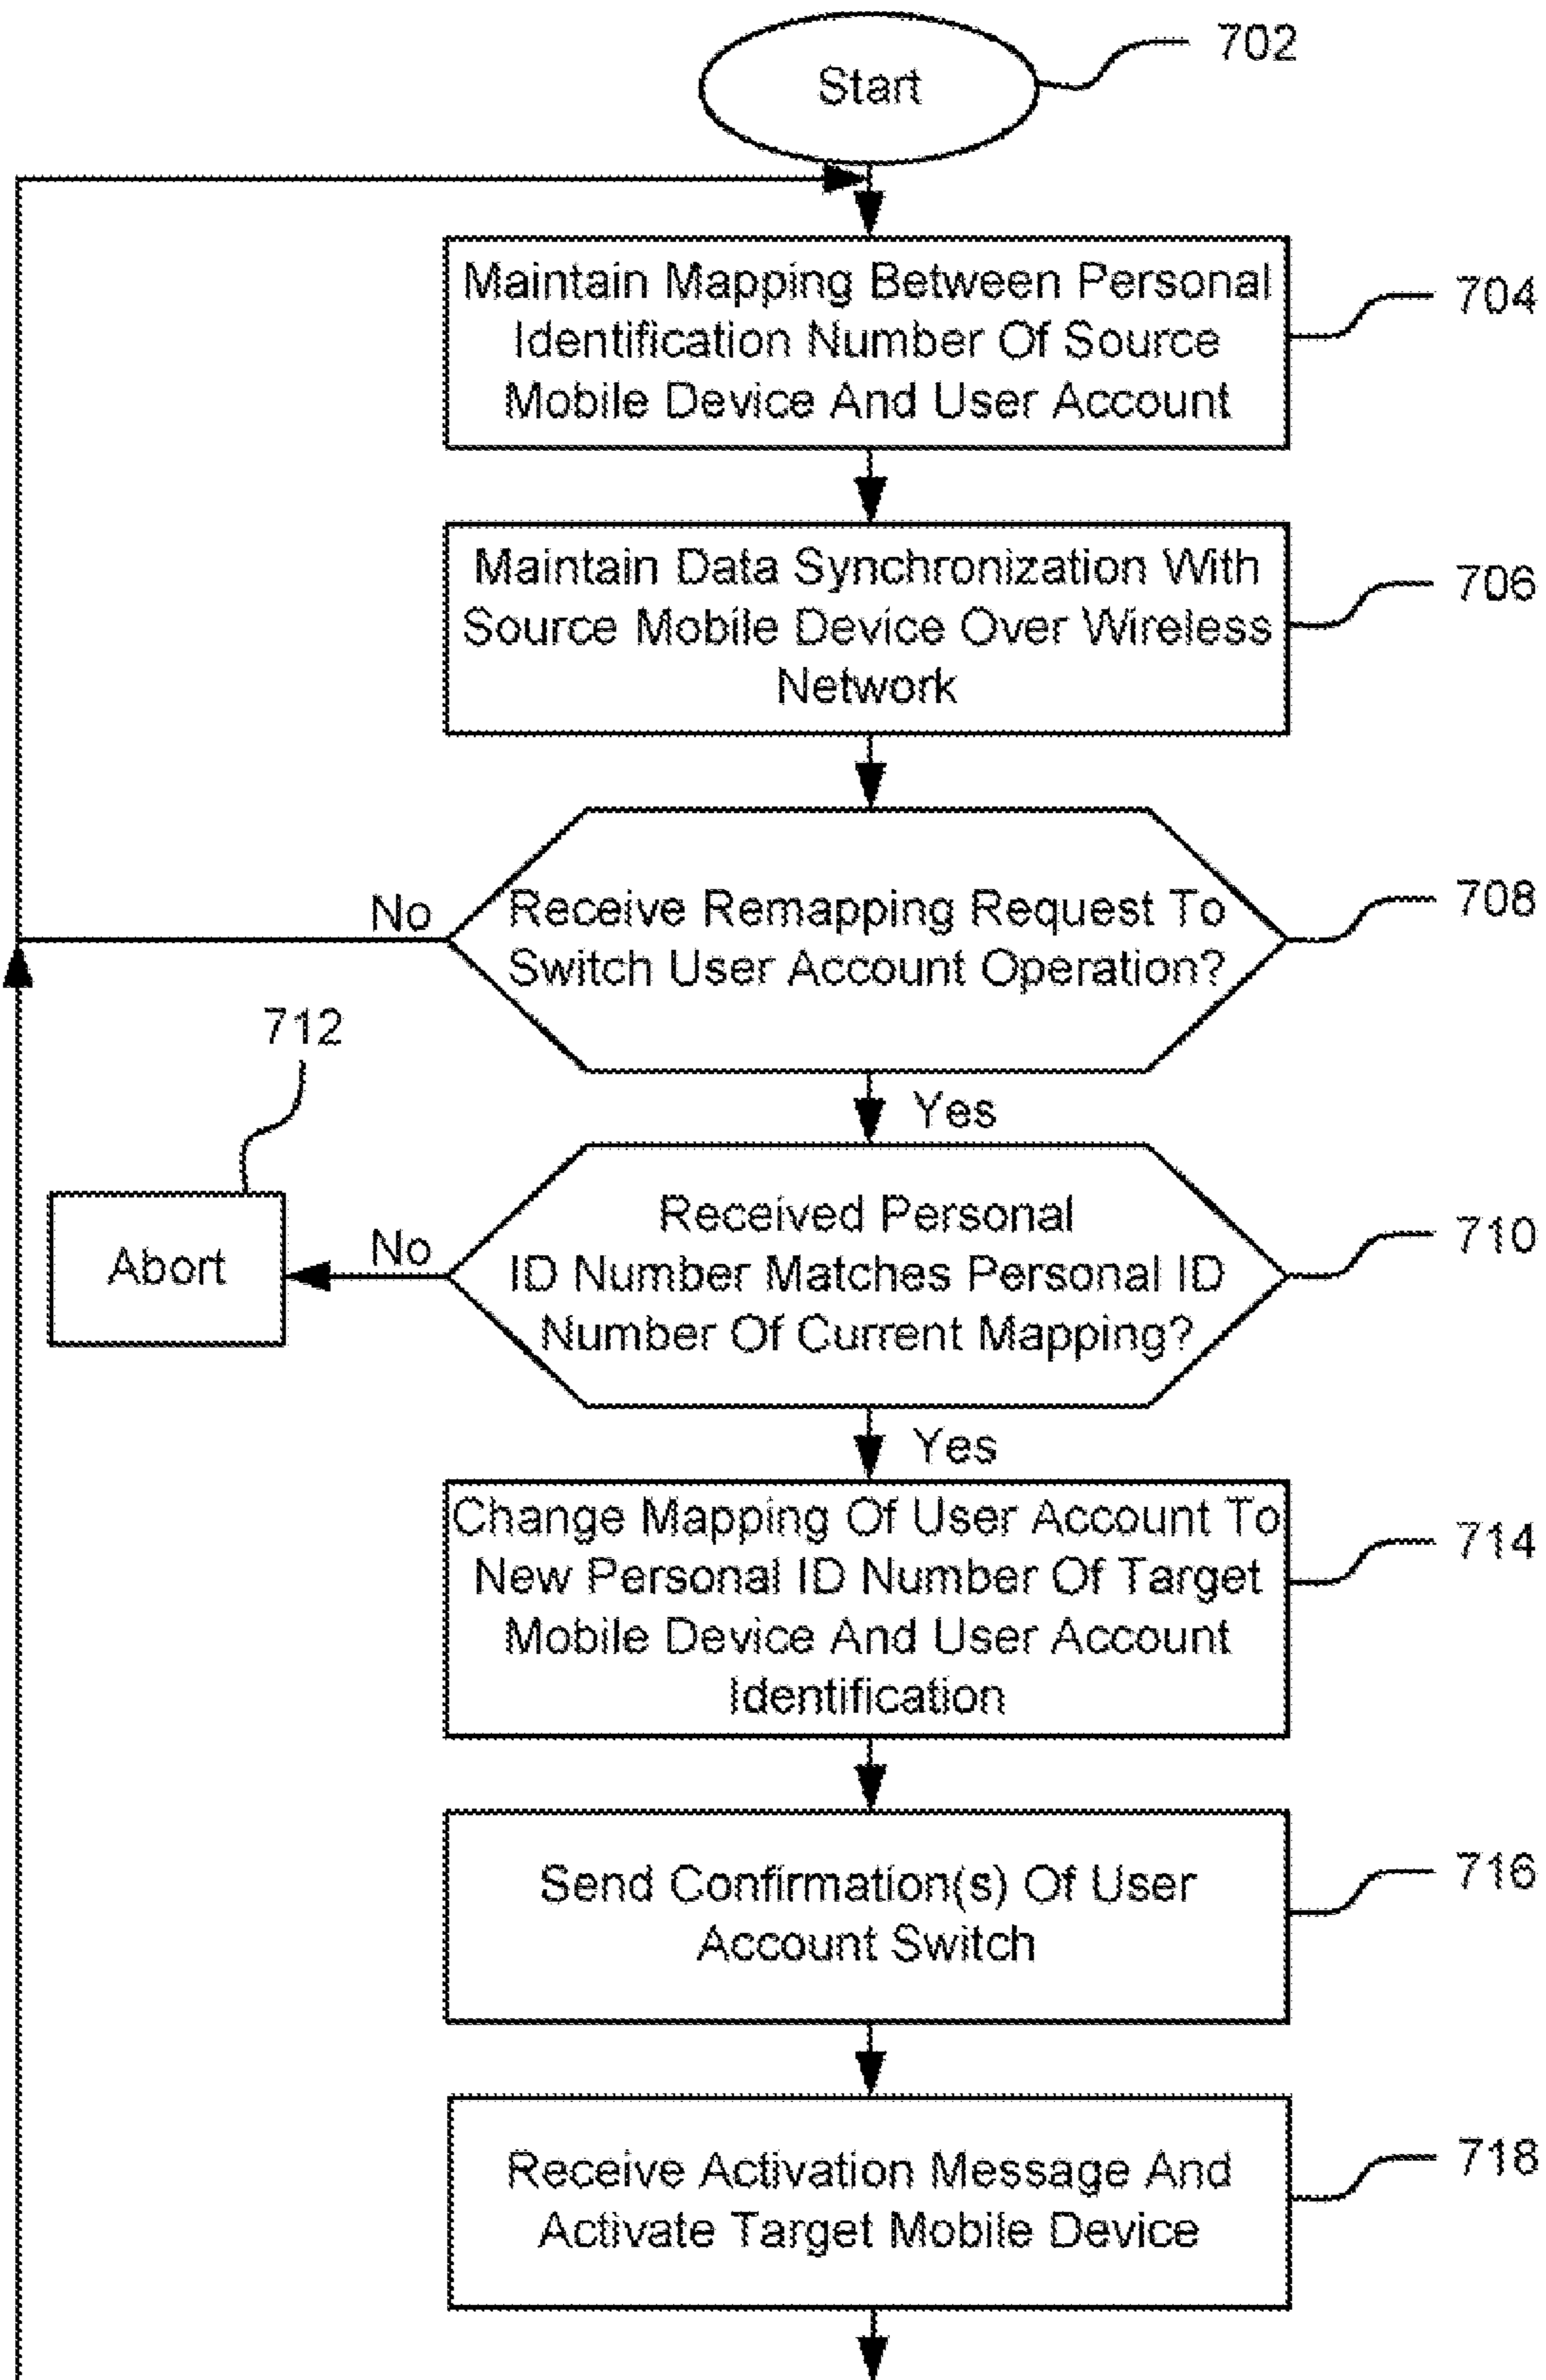 Start
702
Maintain Mapping Between Personal
Identification Number Of Source
Mobile Device And User Account
704
Maintain Data Synchronization With
Source Mobile Device Over Wireless
Network
706
No
Receive Remapping Request To
Switch User Account Operation?
708
Yes
712
Abort
No
Received Personal
ID Number Matches Personal ID
Number Of Current Mapping?
710
Yes
Change Mapping Of User Account To
New Personal ID Number Of Target
Mobile Device And User Account
Identification
714
Send Confirmation(s) Of User
Account Switch
716
Receive Activation Message And
Activate Target Mobile Device
718